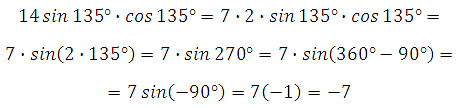 14 sin 135° · cos 135° = 7 · 2 · sin 135° · cos 135° =
7 · sin(2 · 135°) = 7 · sin 270° = 7 · sin(360° − 90°) =
= 7 sin(−90°) = 7(−1) = −7